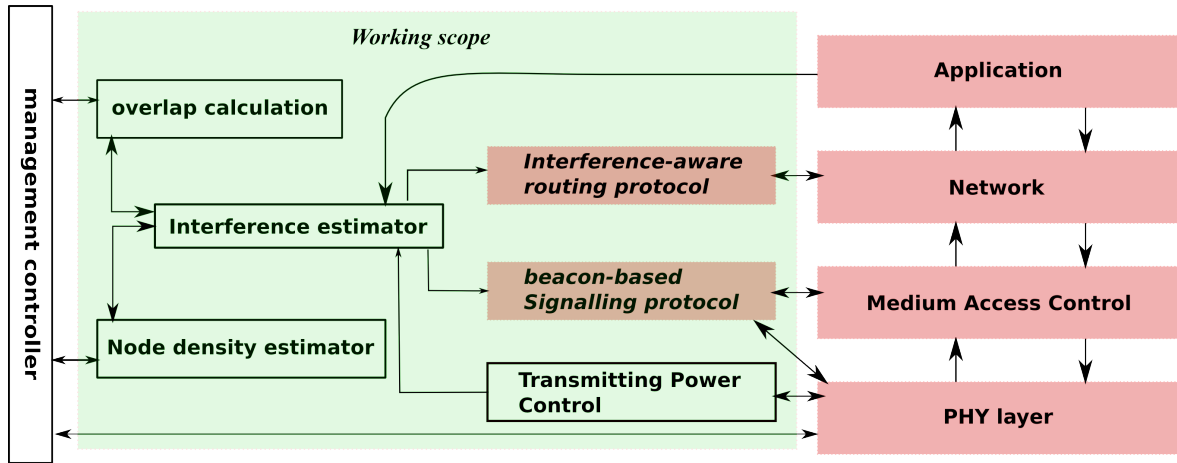 management controller
Working scope
overlap calculation
Interference estimator
Node density estimator
Interference-aware
routing protocol
beacon-based
Signalling protocol
Transmitting Power
Control
Application
Network
Medium Access Control
PHY layer